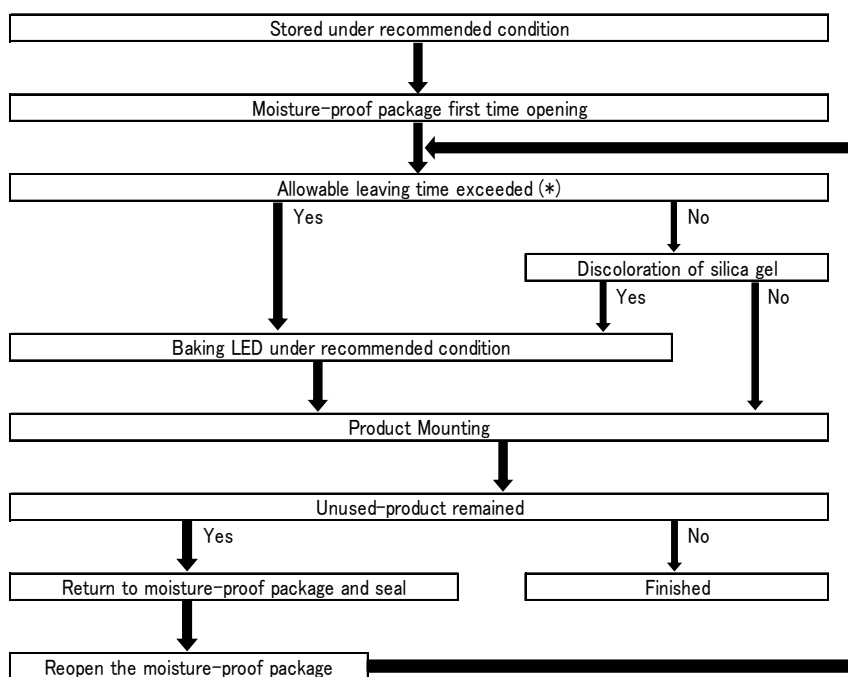 Stored under recommended condition
Moisture-proof package first time opening
Allowable leaving time exceeded (*)
Yes
No
Discoloration of silica gel
Yes
No
Baking LED under recommended condition
Product Mounting
Unused-product remained
Yes
No
Return to moisture-proof package and seal
Finished
Reopen the moisture-proof package